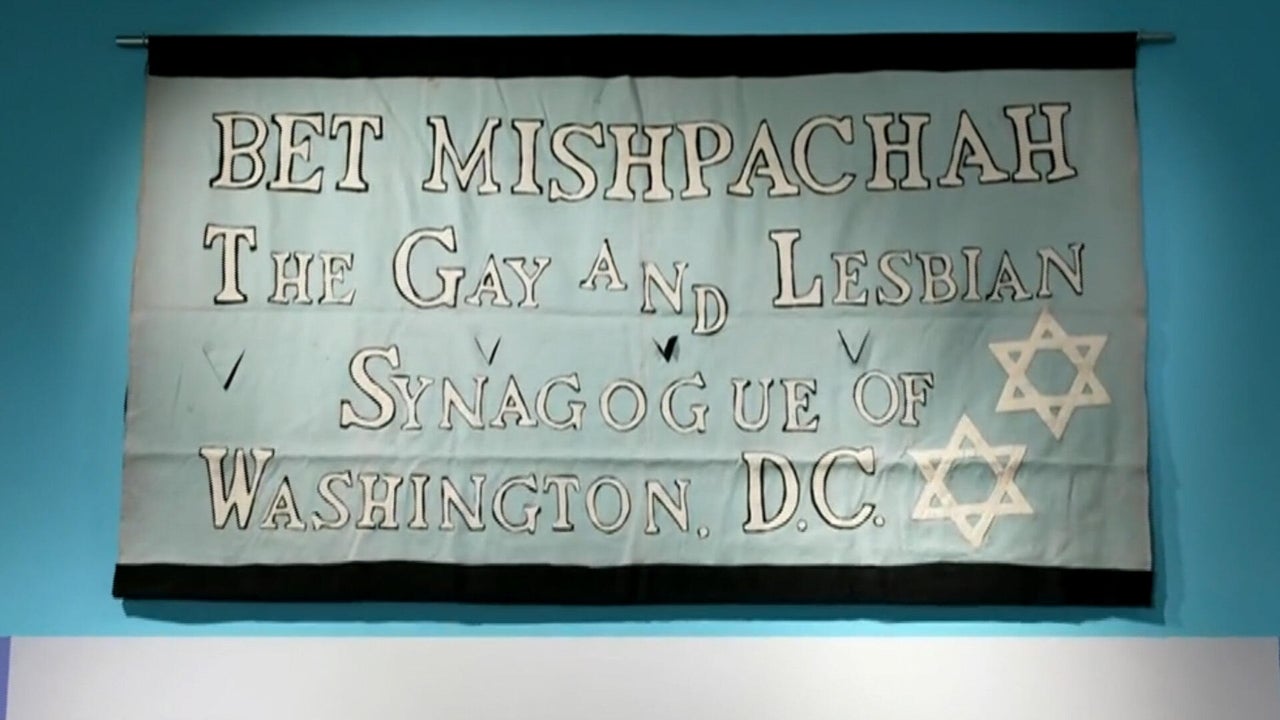 BET MISHPACHAH
THE GAY AND LESBIAN
SYNAGOGUE OF
WASHINGTON, D.C.